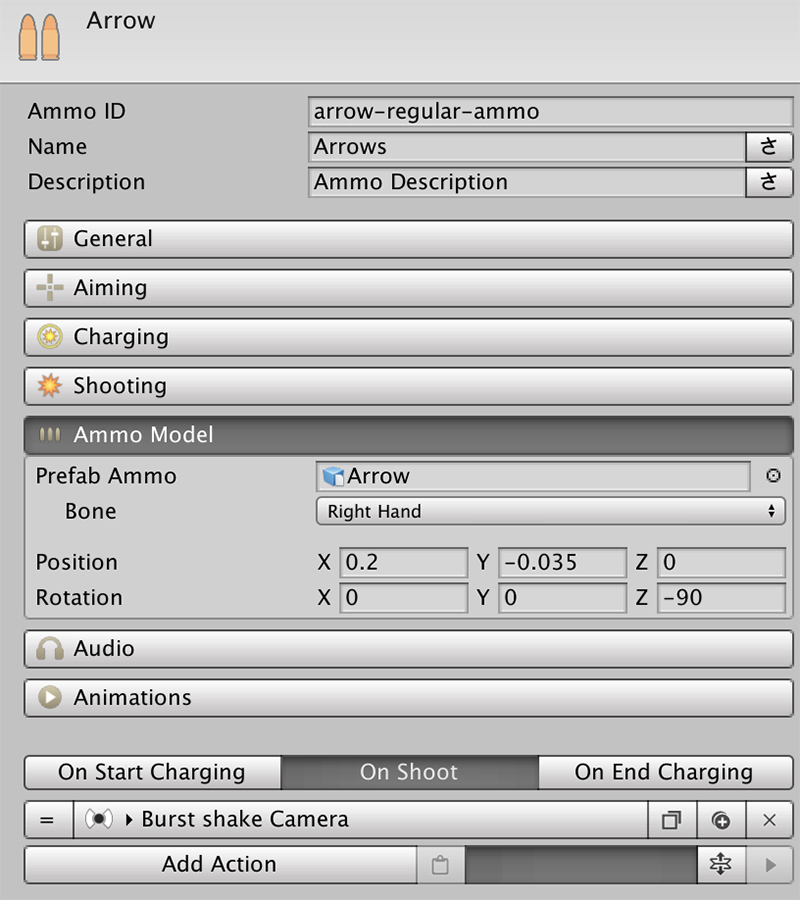 Arrow
Ammo ID arrow-regular-ammo
Name Arrows さ
Description Ammo Description さ
General
Aiming
Charging
Shooting
Ammo Model
Prefab Ammo Arrow
Bone Right Hand
Position X 0.2 Y -0.035 Z 0
Rotation X 0 Y 0 Z -90
Audio
Animations
On Start Charging On Shoot On End Charging
= Burst shake Camera
Add Action